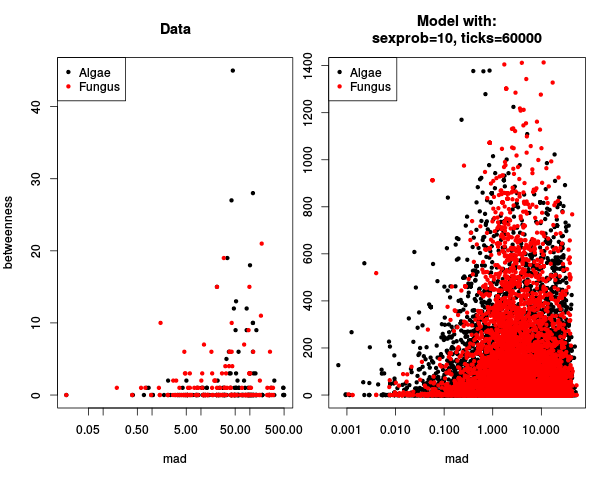 Data
Model with:
sexprob=10, ticks=60000
Algae
Fungus
Algae
Fungus
betweenness
0
10
20
30
40
0
200
400
600
800
1000
1200
1400
0.05 0.50 5.00 50.00 500.00
0.001 0.010 0.100 1.000 10.000
mad
mad